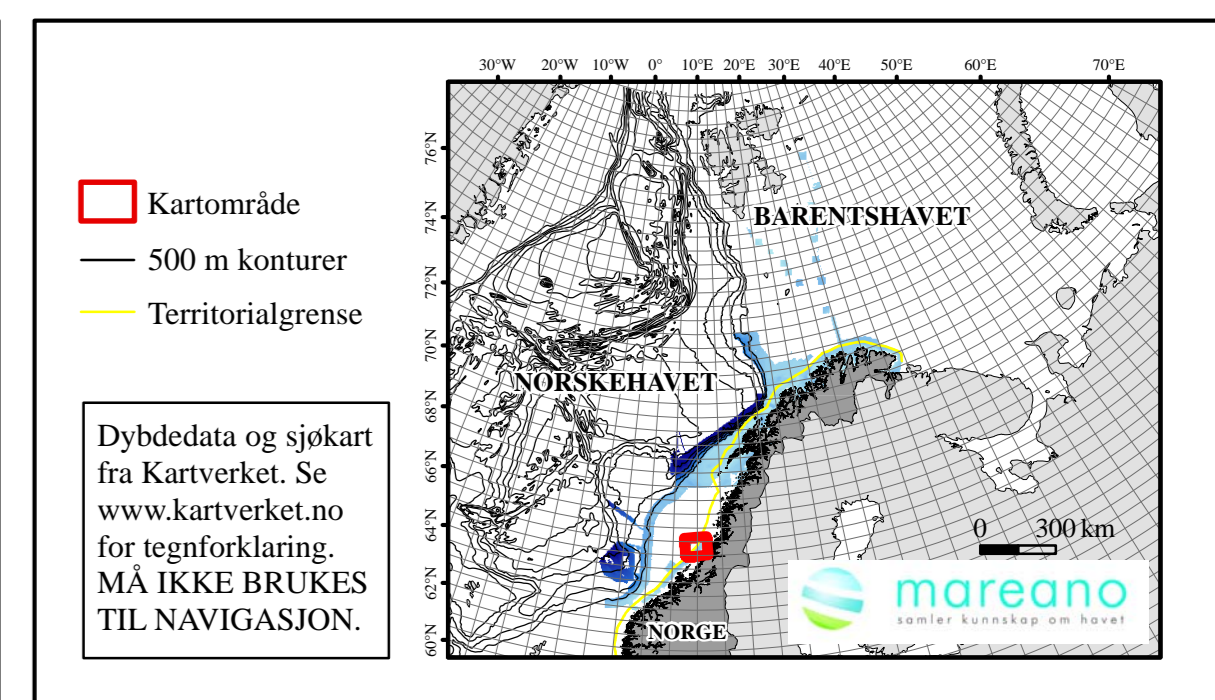 30°W 20°W 10°W 0° 10°E 20°E 30°E 40°E 50°E 60°E 70°E
76°N
74°N
72°N
70°N
68°N
66°N
64°N
62°N
60°N
Kartområde
500 m konturer
Territorialgrense
Dybdedata og sjøkart
fra Kartverket. Se
www.kartverket.no
for tegnforklaring.
MÅ IKKE BRUKES
TIL NAVIGASJON.
BARENTSHAVET
NORSKEHAVET
NORGE
0 300 km
mareano
samler kunnskap om havet